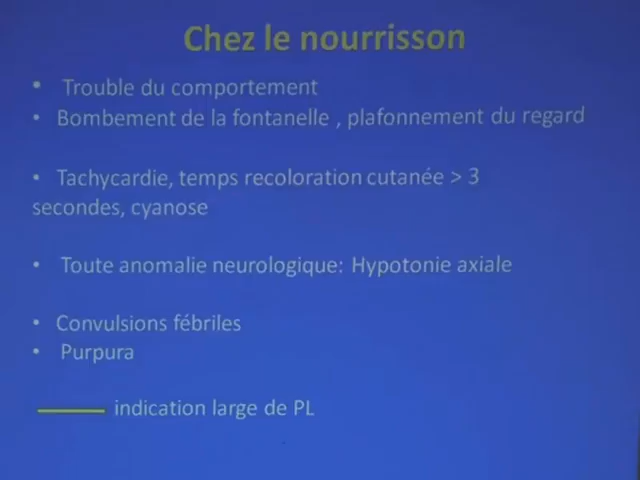 Chez le nourrisson
• Trouble du comportement
• Bombement de la fontanelle , plafonnement du regard
• Tachycardie, temps recoloration cutanée > 3
secondes, cyanose
• Toute anomalie neurologique: Hypotonie axiale
• Convulsions fébriles
• Purpura
indication large de PL